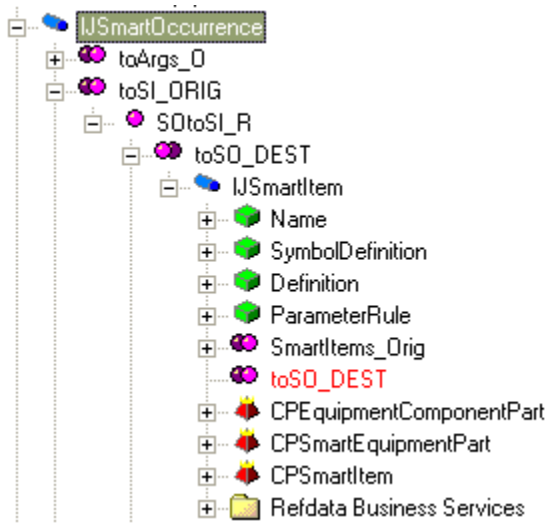 IJSmartOccurrence
toArgs_O
toSI_ORIG
SOtoSI_R
toSO_DEST
IJSmartItem
Name
SymbolDefinition
Definition
ParameterRule
SmartItems_Orig
toSO_DEST
CPEquipmentComponentPart
CPSmartEquipmentPart
CPSmartItem
Refdata Business Services